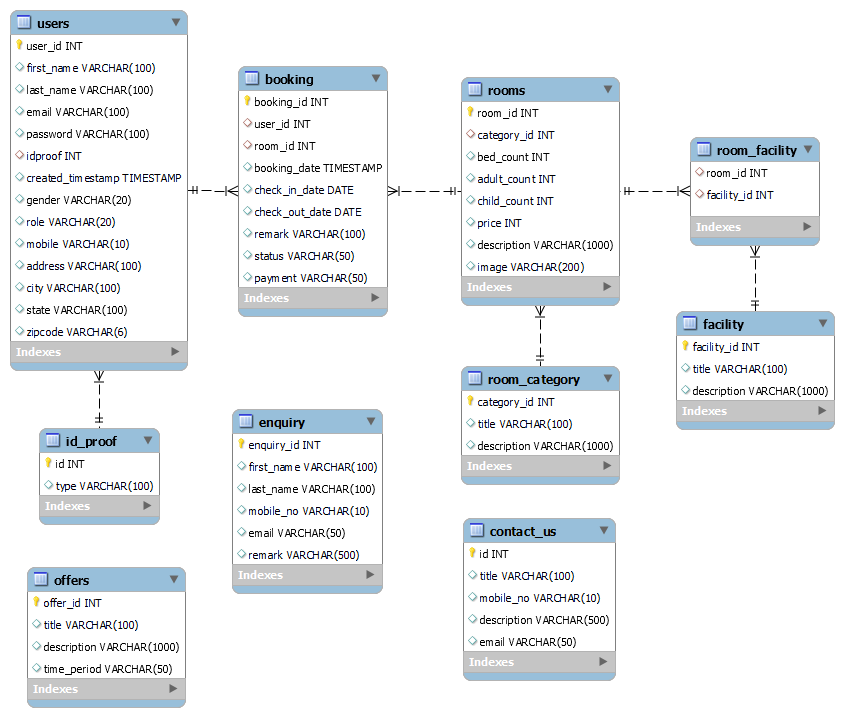 users
user_id INT
first_name VARCHAR(100)
last_name VARCHAR(100)
email VARCHAR(100)
password VARCHAR(100)
idproof INT
created_timestamp TIMESTAMP
gender VARCHAR(20)
role VARCHAR(20)
mobile VARCHAR(10)
address VARCHAR(100)
city VARCHAR(100)
state VARCHAR(100)
zipcode VARCHAR(6)
Indexes
booking
booking_id INT
user_id INT
room_id INT
booking_date TIMESTAMP
check_in_date DATE
check_out_date DATE
remark VARCHAR(100)
status VARCHAR(50)
payment VARCHAR(50)
Indexes
rooms
room_id INT
category_id INT
bed_count INT
adult_count INT
child_count INT
price INT
description VARCHAR(1000)
image VARCHAR(200)
Indexes
room_facility
room_id INT
facility_id INT
Indexes
facility
facility_id INT
title VARCHAR(100)
description VARCHAR(1000)
Indexes
room_category
category_id INT
title VARCHAR(100)
description VARCHAR(1000)
Indexes
id_proof
id INT
type VARCHAR(100)
Indexes
enquiry
enquiry_id INT
first_name VARCHAR(100)
last_name VARCHAR(100)
mobile_no VARCHAR(10)
email VARCHAR(50)
remark VARCHAR(500)
Indexes
contact_us
id INT
title VARCHAR(100)
mobile_no VARCHAR(10)
description VARCHAR(500)
email VARCHAR(50)
Indexes
offers
offer_id INT
title VARCHAR(100)
description VARCHAR(1000)
time_period VARCHAR(50)
Indexes